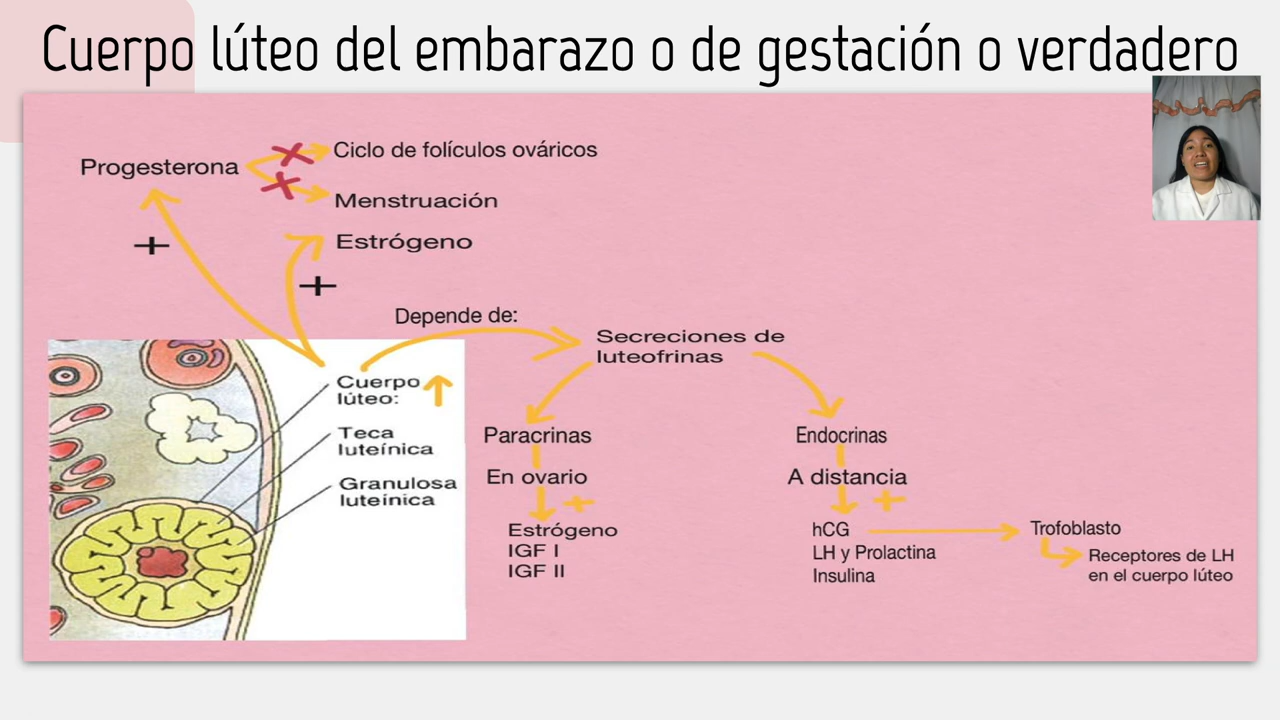 Cuerpo lúteo del embarazo o de gestación o verdadero
Progesterona
Ciclo de folículos ováricos
Menstruación
Estrógeno
+
+
Depende de:
Secreciones de
luteofrinas
Cuerpo
lúteo:
Teca
luteínica
Granulosa
luteínica
Paracrinas
En ovario
+
Estrógeno
IGF I
IGF II
Endocrinas
A distancia
+
hCG
LH y Prolactina
Insulina
Trofoblasto
Receptores de LH
en el cuerpo lúteo